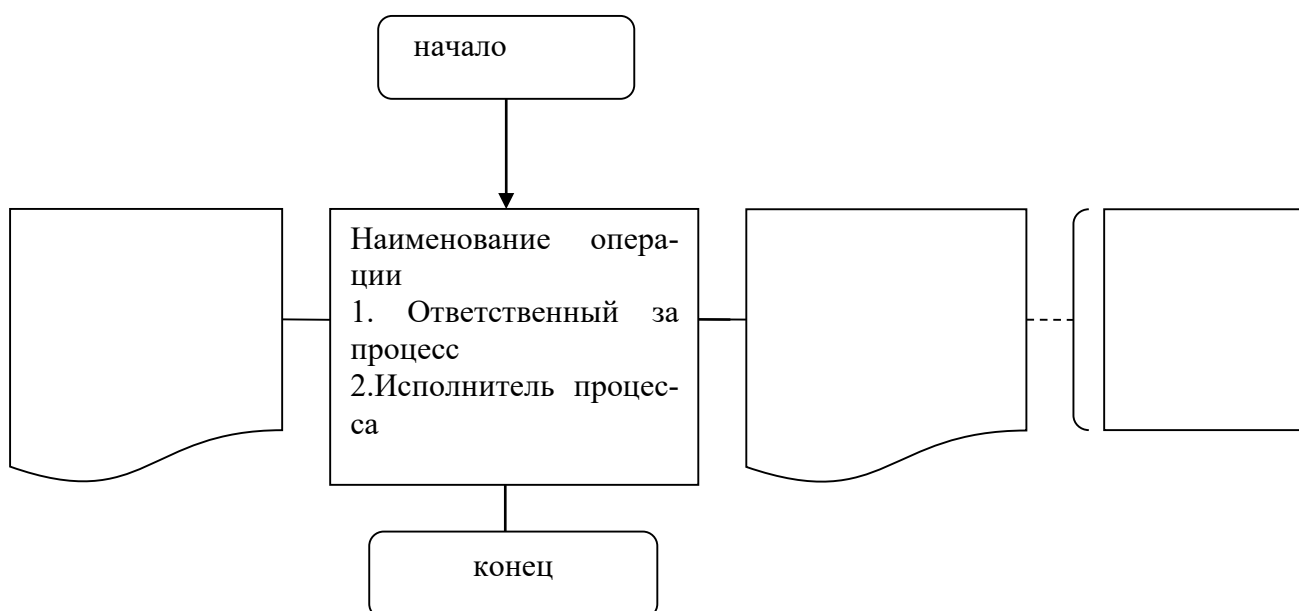 начало
Наименование опера-
ции
1. Ответственный за
процесс
2.Исполнитель процес-
са
конец